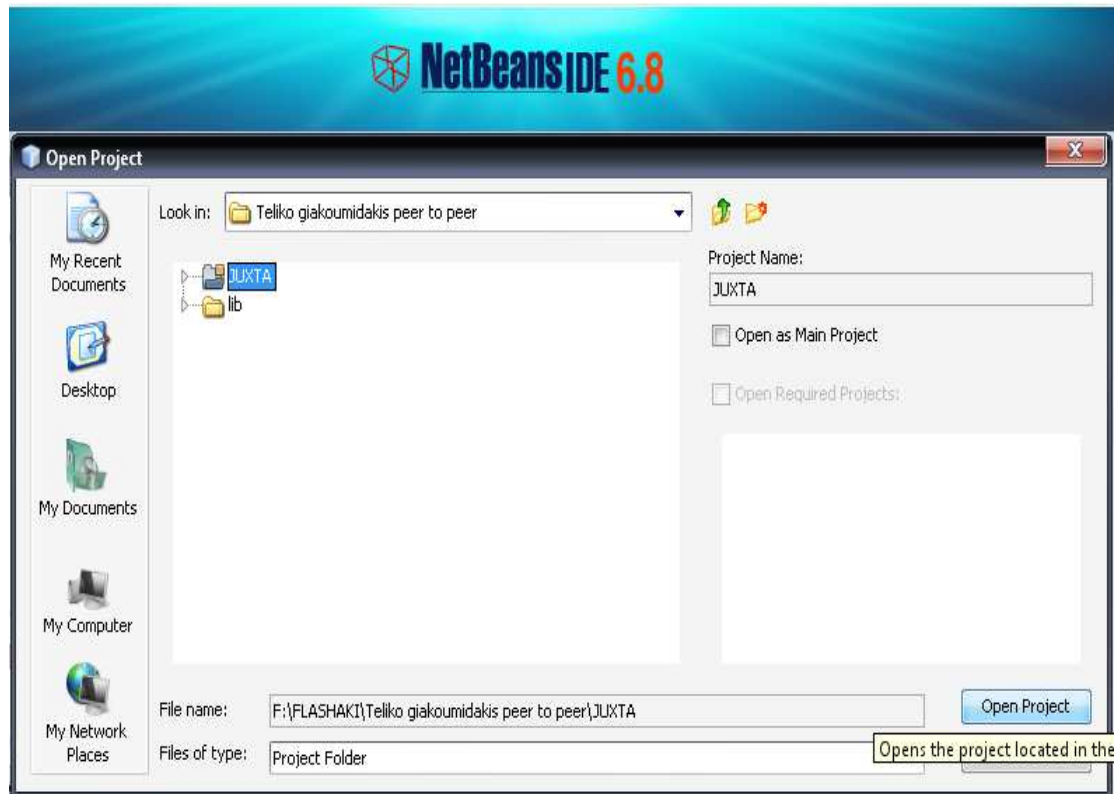 NetBeans IDE 6.8
Open Project
Look in:
Teliko giakoumidakis peer to peer
My Recent
Documents
Desktop
My Documents
My Computer
My Network
Places
JUXTA
lib
Project Name:
JUXTA
Open as Main Project
Open Required Projects:
File name:
F:\FLASHAKI\Teliko giakoumidakis peer to peer\JUXTA
Open Project
Files of type:
Project Folder
Opens the project located in the